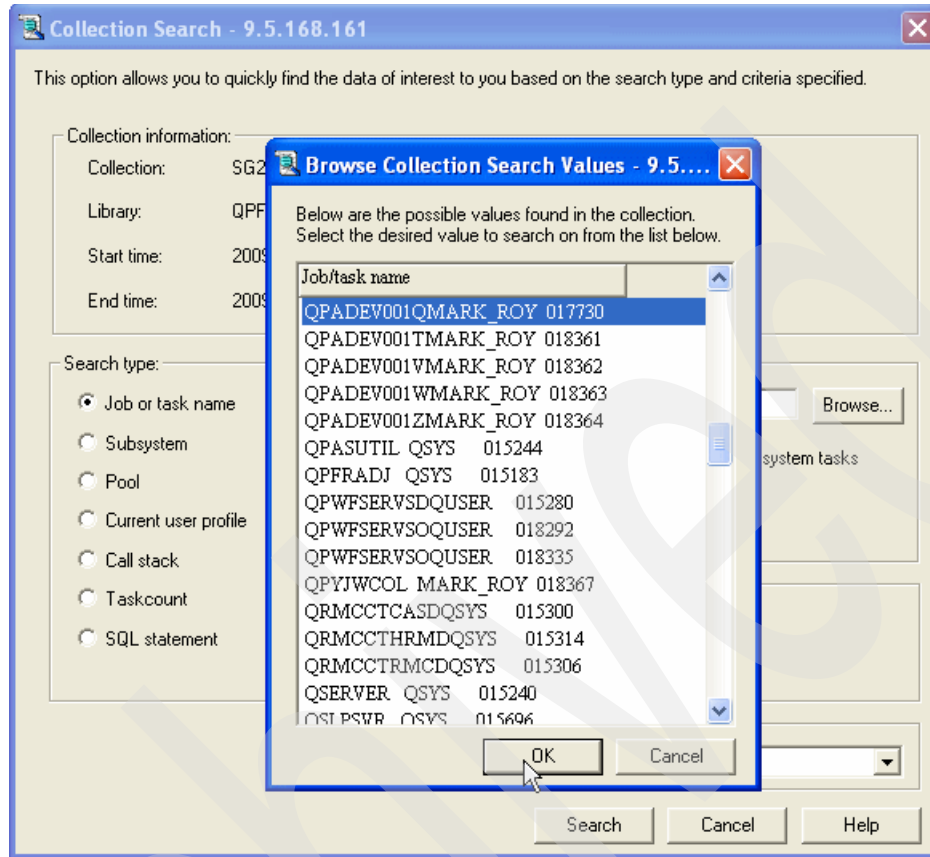 Collection Search - 9.5.168.161
This option allows you to quickly find the data of interest to you based on the search type and criteria specified.
Collection information:
Collection: SG2
Library: QPF
Start time: 2009
End time: 2009
Search type:
Job or task name
Subsystem
Pool
Current user profile
Call stack
Taskcount
SQL statement
Browse...
system tasks
Browse Collection Search Values - 9.5....
Below are the possible values found in the collection.
Select the desired value to search on from the list below.
Job/task name
QPADEV001QMARK_ROY 017730
QPADEV001TMARK_ROY 018361
QPADEV001VMARK_ROY 018362
QPADEV001WMARK_ROY 018363
QPADEV001ZMARK_ROY 018364
QPASUTIL QSYS 015244
QPFRADJ QSYS 015183
QPWFSERVSDQUSER 015280
QPWFSERVSOQUSER 018292
QPWFSERVSOQUSER 018335
QPYJWCOL MARK_ROY 018367
QRMCCTCASDQSYS 015300
QRMCCTHRMDQSYS 015314
QRMCCTRMCDQSYS 015306
QSERVER QSYS 015240
QSLPSVR QSYS 015696
OK Cancel
Search Cancel Help